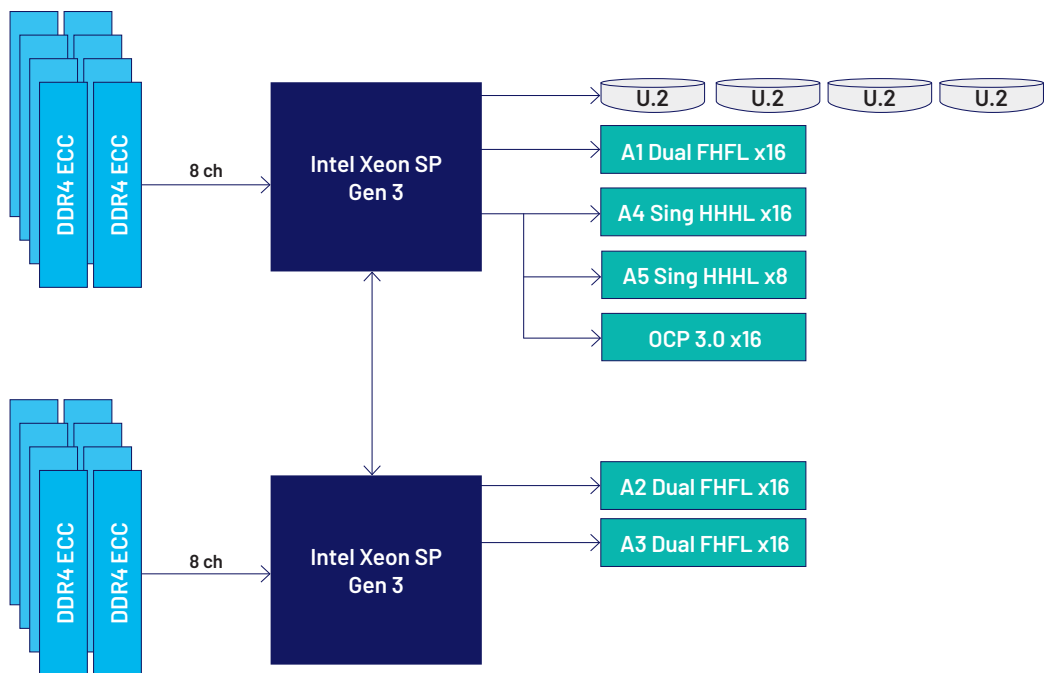 DDR4 ECC
DDR4 ECC
8 ch
Intel Xeon SP
Gen 3
U.2
U.2
U.2
U.2
A1 Dual FHFL x16
A4 Sing HHHL x16
A5 Sing HHHL x8
OCP 3.0 x16
DDR4 ECC
DDR4 ECC
8 ch
Intel Xeon SP
Gen 3
A2 Dual FHFL x16
A3 Dual FHFL x16